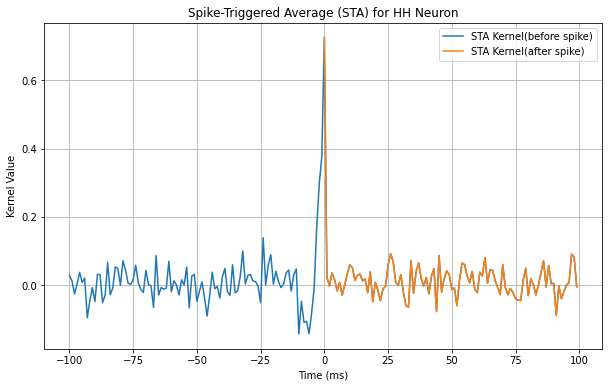 Spike-Triggered Average (STA) for HH Neuron
STA Kernel(before spike)
STA Kernel(after spike)
Kernel Value
0.6
0.4
0.2
0.0
−100
−75
−50
−25
0
25
50
75
100
Time (ms)